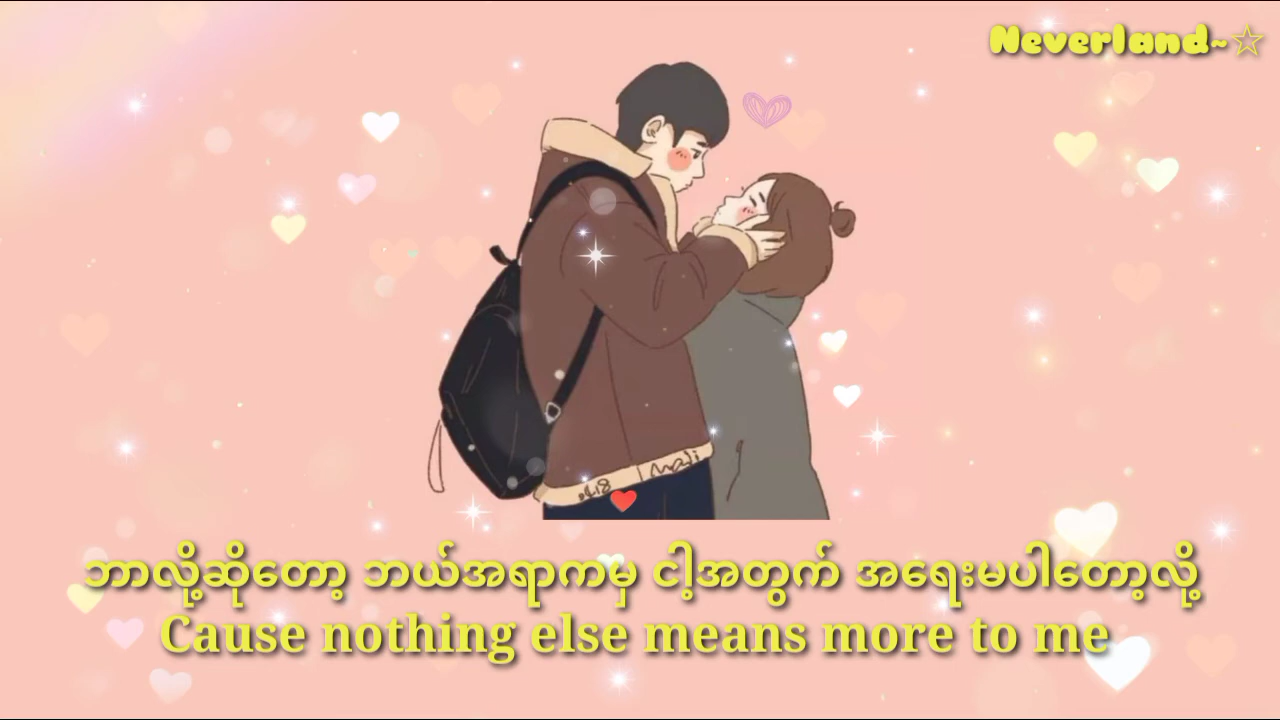 Neverland~☆
ဘာလို့ဆိုတော့ ဘယ်အရာကမှ ငါ့အတွက် အရေးမပါတော့လို့
Cause nothing else means more to me